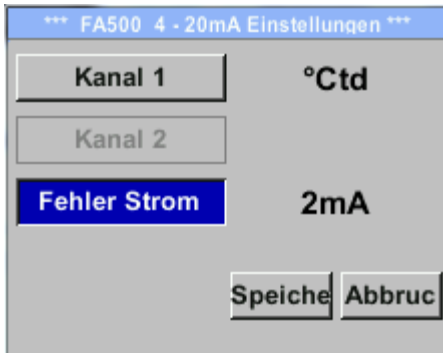 *** FA500 4 - 20mA Einstellungen ***
Kanal 1 °Ctd
Kanal 2
Fehler Strom 2mA
Speiche Abbruc